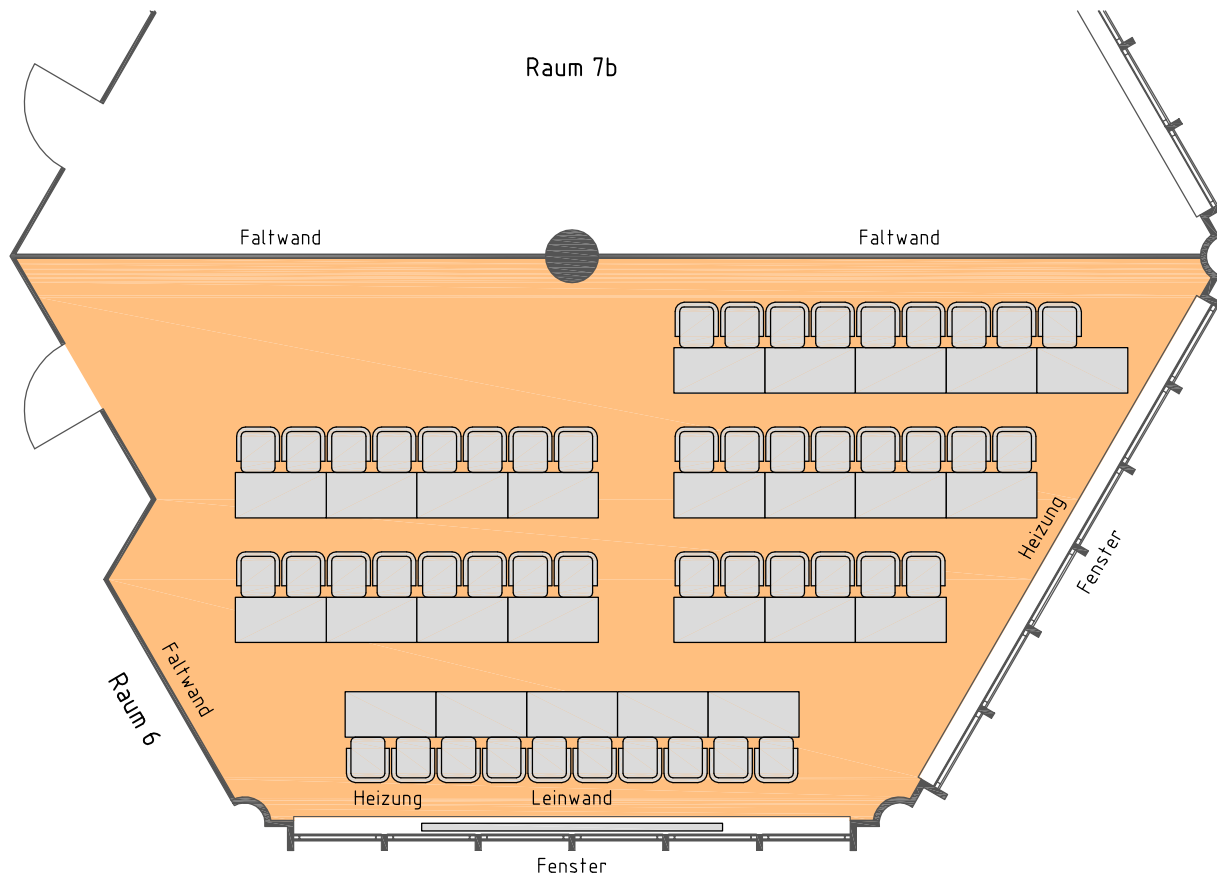 Raum 7b
Faltwand
Faltwand
Heizung
Fenster
Faltwand
Raum 6
Heizung
Leinwand
Fenster